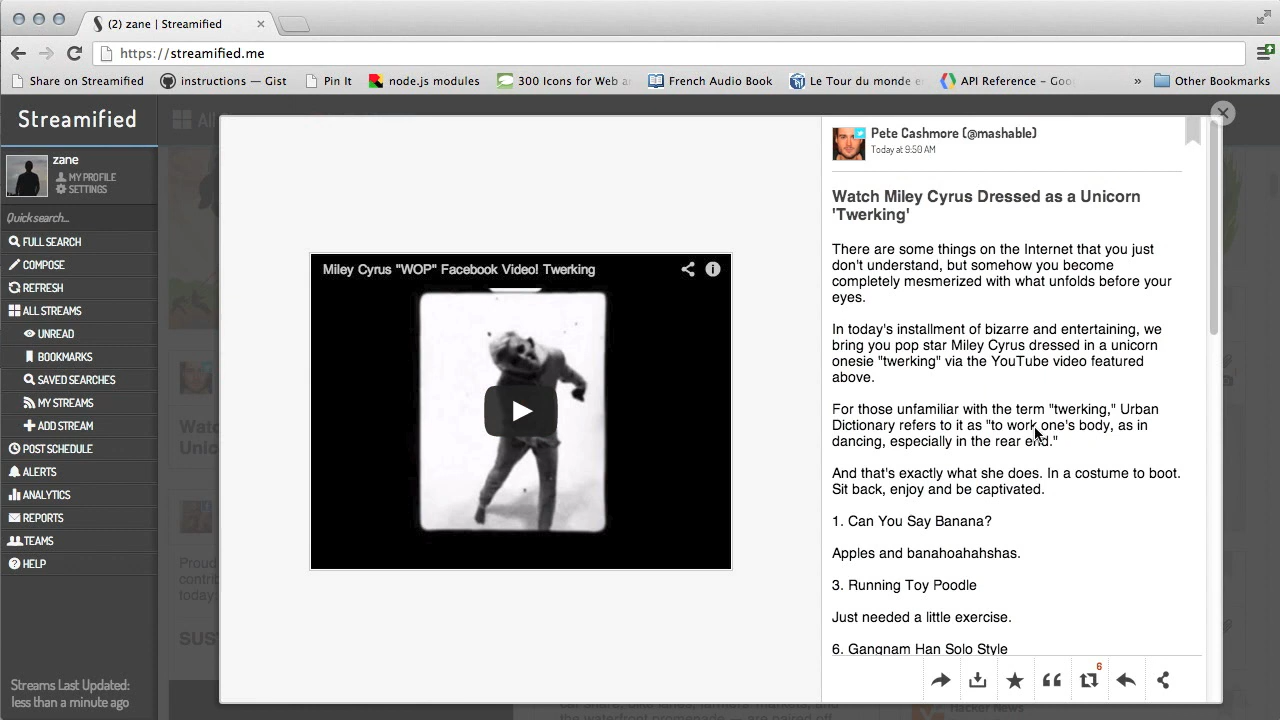 (2) zane | Streamified
https://streamified.me
Share on Streamified
instructions — Gist
Pin It
node.js modules
300 Icons for Web
French Audio Book
Le Tour du monde
API Reference -
»
Other Bookmarks
Streamified
zane
MY PROFILE
SETTINGS
Quick search...
FULL SEARCH
COMPOSE
REFRESH
ALL STREAMS
UNREAD
BOOKMARKS
SAVED SEARCHES
MY STREAMS
ADD STREAM
POST SCHEDULE
ALERTS
ANALYTICS
REPORTS
TEAMS
HELP
Streams Last Updated:
less than a minute ago
Miley Cyrus "WOP" Facebook Video! Twerking
Pete Cashmore (@mashable)
Today at 9:50 AM
Watch Miley Cyrus Dressed as a Unicorn
'Twerking'
There are some things on the Internet that you just
don't understand, but somehow you become
completely mesmerized with what unfolds before your
eyes.
In today's installment of bizarre and entertaining, we
bring you pop star Miley Cyrus dressed in a unicorn
onesie "twerking" via the YouTube video featured
above.
For those unfamiliar with the term "twerking," Urban
Dictionary refers to it as "to work one's body, as in
dancing, especially in the rear end."
And that's exactly what she does. In a costume to boot.
Sit back, enjoy and be captivated.
1. Can You Say Banana?
Apples and banahoahahshas.
3. Running Toy Poodle
Just needed a little exercise.
6. Gangnam Han Solo Style
6
Hacker News